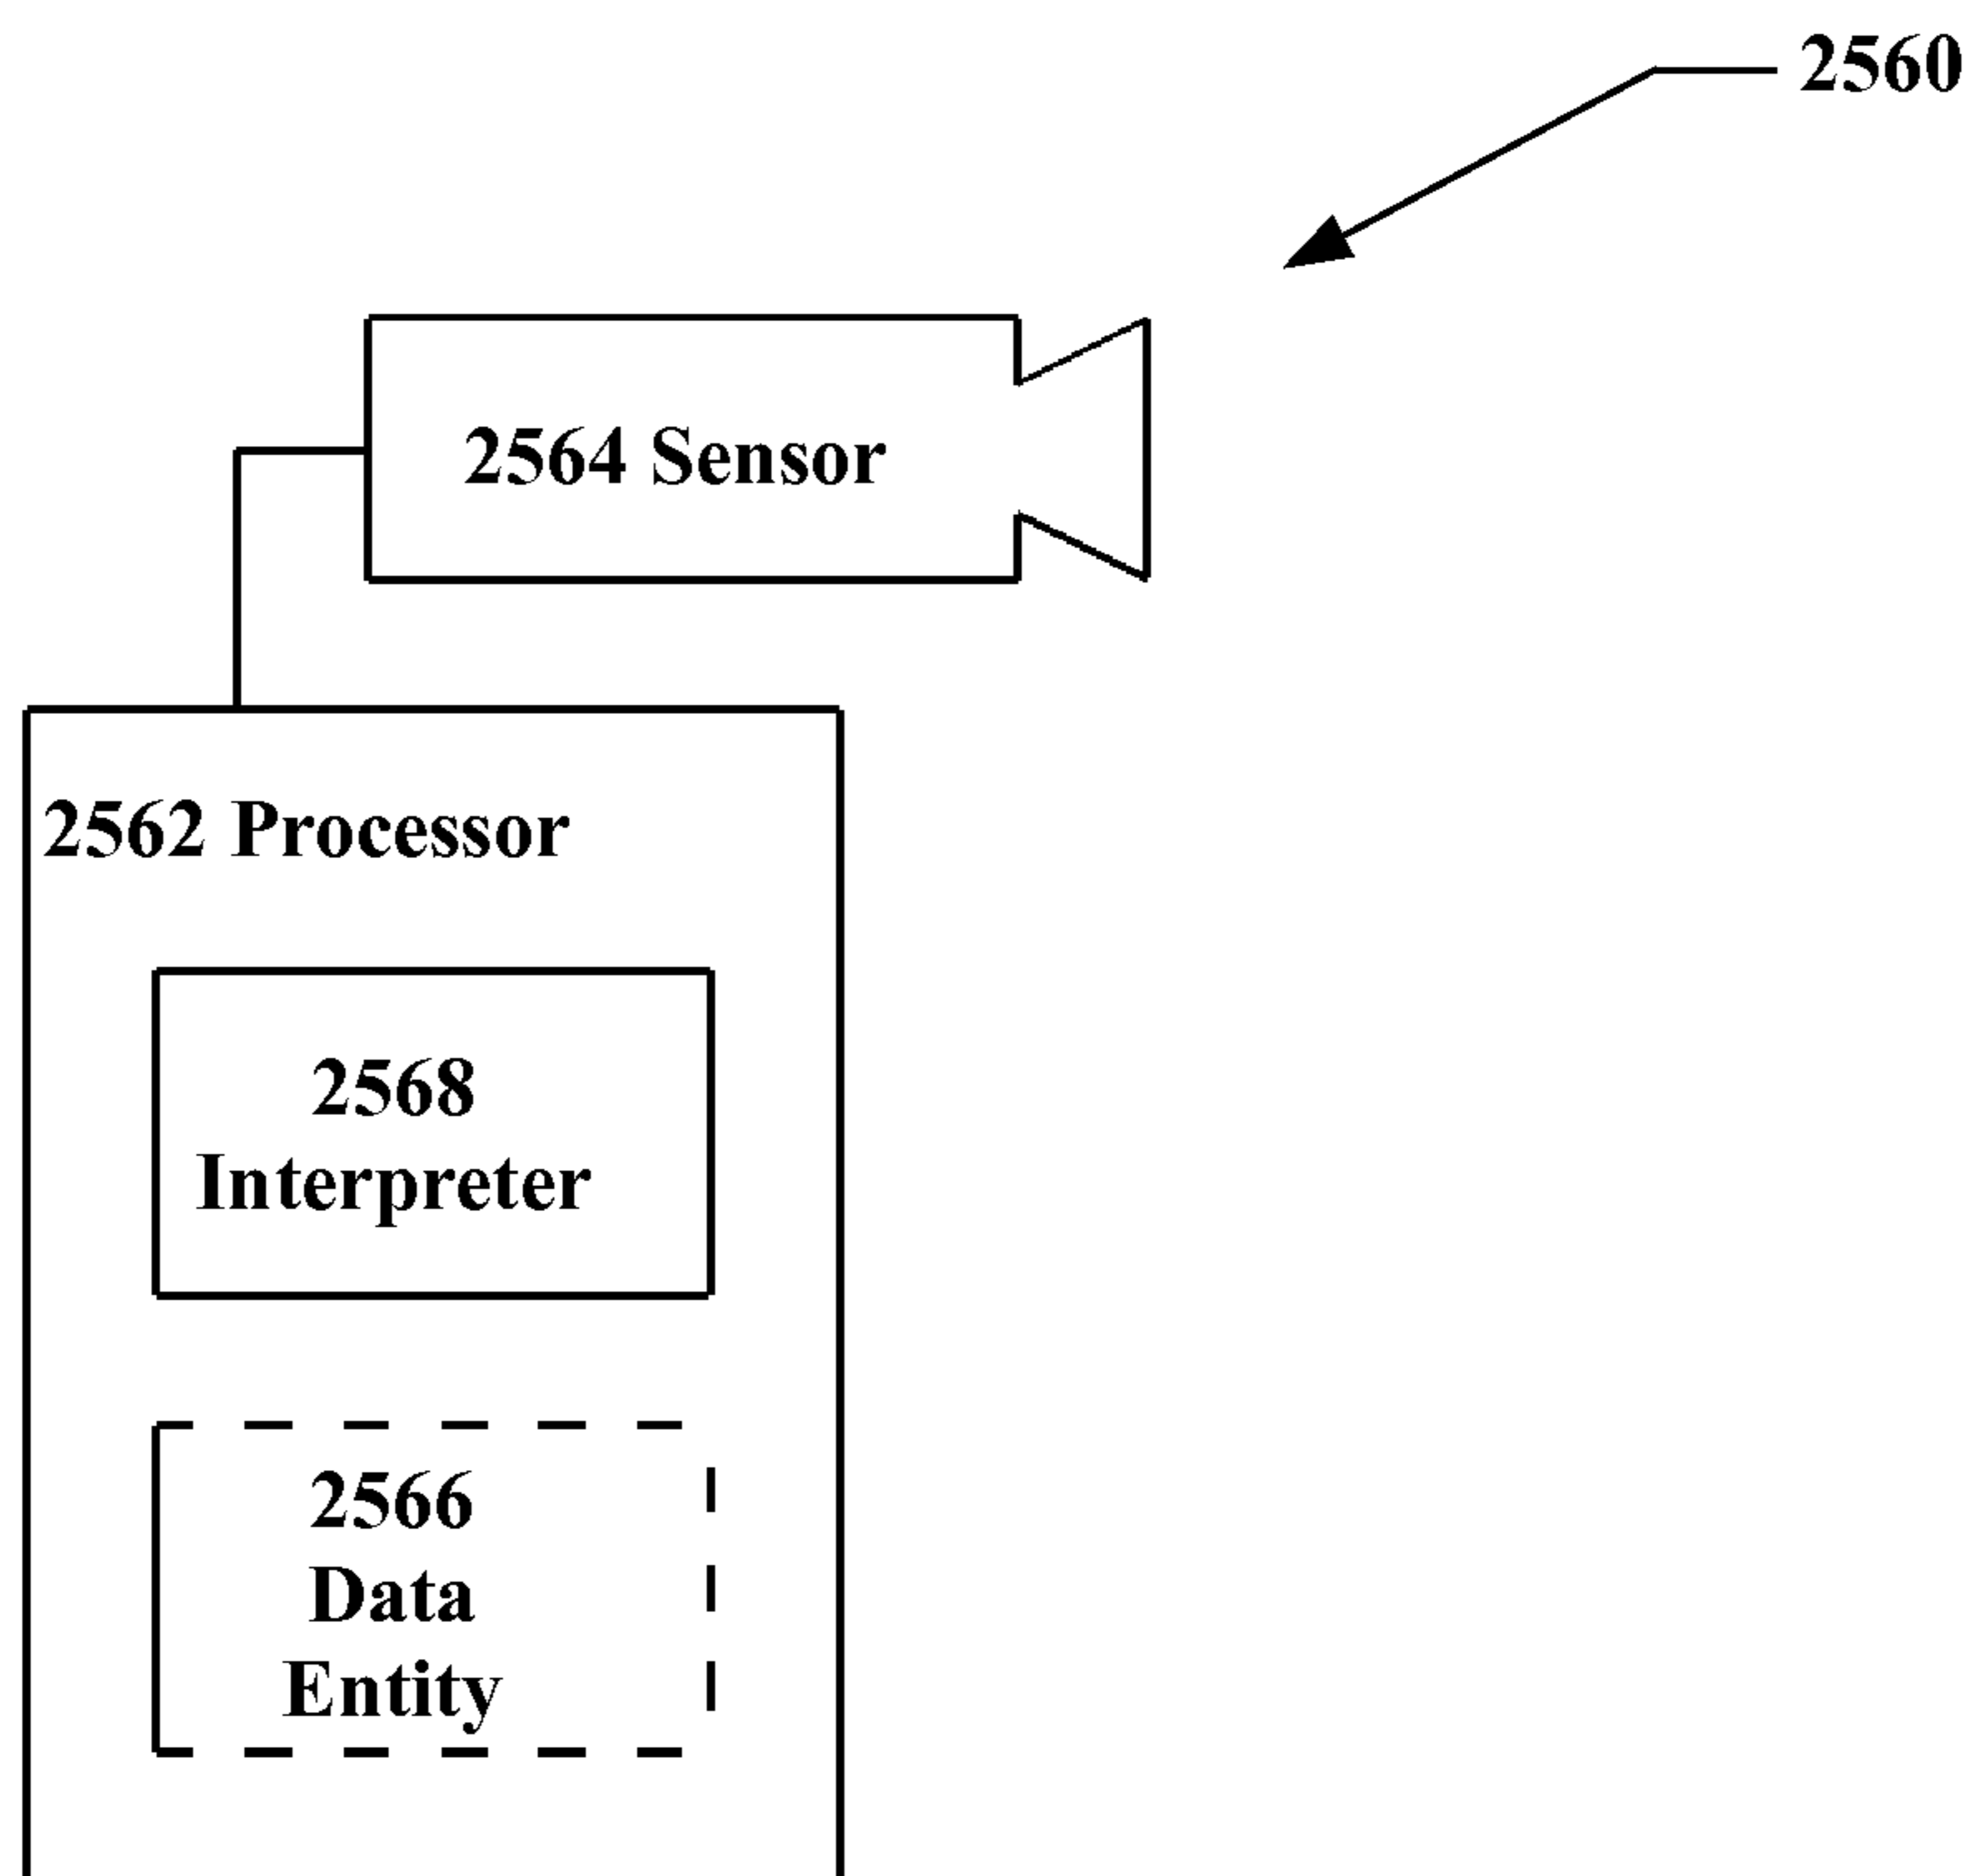 2560
2564 Sensor
2562 Processor
2568
Interpreter
2566
Data
Entity